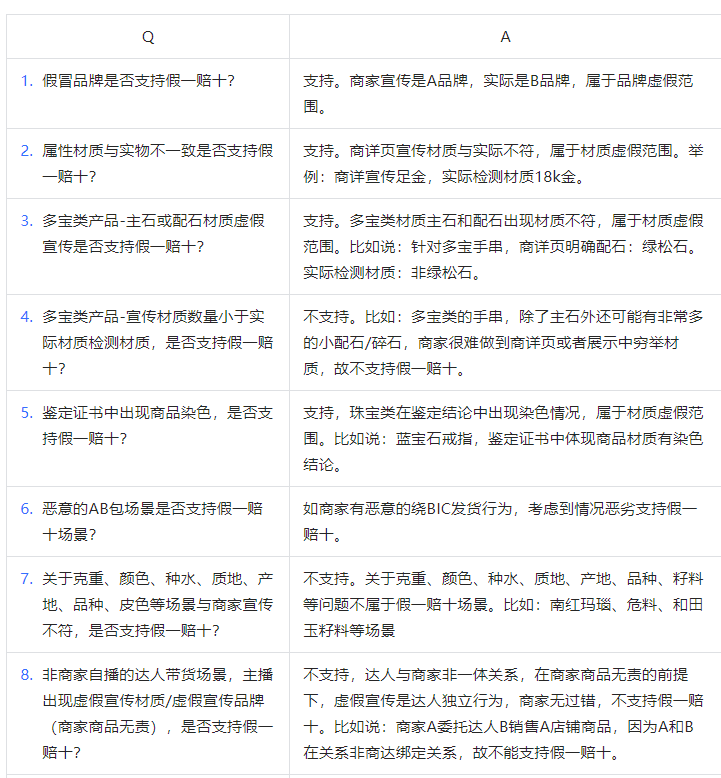 Q
A
1. 假冒品牌是否支持假一赔十？
支持。商家宣传是A品牌，实际是B品牌，属于品牌虚假范
围。
2. 属性材质与实物不一致是否支持假
一赔十？
支持。商详页宣传材质与实际不符，属于材质虚假范围。举
例：商详宣传足金，实际检测材质18k金。
3. 多宝类产品-主石或配石材质虚假
宣传是否支持假一赔十？
支持。多宝类材质主石和配石出现材质不符，属于材质虚假
范围。比如说：针对多宝手串，商详页明确配石：绿松石。
实际检测材质：非绿松石。
4. 多宝类产品-宣传材质数量小于实
际材质检测材质，是否支持假一赔
十？
不支持。比如：多宝类的手串，除了主石外还可能有非常多
的小配石/碎石，商家很难做到商详页或者展示中穷举材
质，故不支持假一赔十。
5. 鉴定证书中出现商品染色，是否支
持假一赔十？
支持，珠宝类在鉴定结论中出现染色情况，属于材质虚假范
围。比如说：蓝宝石戒指，鉴定证书中体现商品材质有染色
结论。
6. 恶意的AB包场景是否支持假一赔
十场景？
如商家有恶意的绕BIC发货行为，考虑到情况恶劣支持假一
赔十。
7. 关于克重、颜色、种水、质地、产
地、品种、皮色等场景与商家宣传
不符，是否支持假一赔十？
不支持。关于克重、颜色、种水、质地、产地、品种、籽料
等问题不属于假一赔十场景。比如：南红玛瑙、危料、和田
玉籽料等场景
8. 非商家自播的达人带货场景，主播
出现虚假宣传材质/虚假宣传品牌
（商家商品无责），是否支持假一
赔十？
不支持，达人与商家非一体关系，在商家商品无责的前提
下，虚假宣传是达人独立行为，商家无过错，不支持假一赔
十。比如说：商家A委托达人B销售A店铺商品，因为A和B
在关系非商达绑定关系，故不能支持假一赔十。